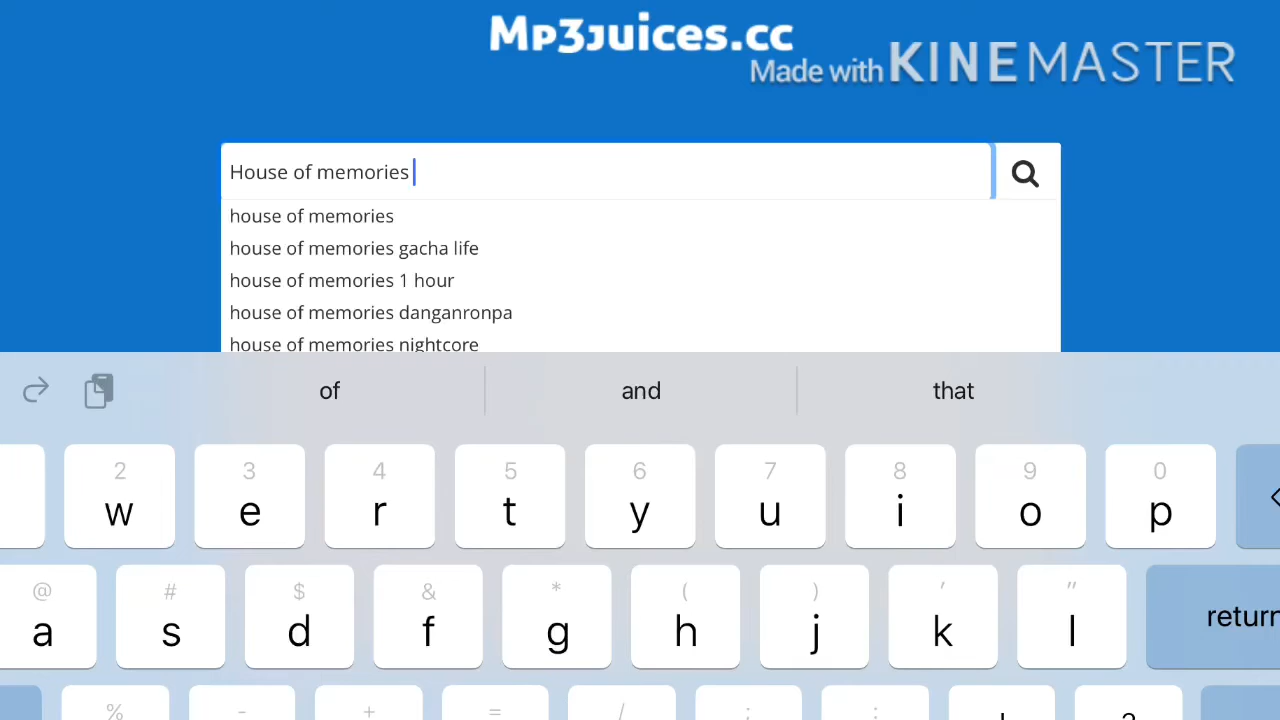 Mp3juices.cc
Made with KINEMASTER
House of memories
house of memories
house of memories gacha life
house of memories 1 hour
house of memories danganronpa
house of memories nightcore
of and that
2 3 4 5 6 7 8 9 0
w e r t y u i o p
@ # $ & * ( ) ' "
a s d f g h j k l return
% - + = / ; : ! ?